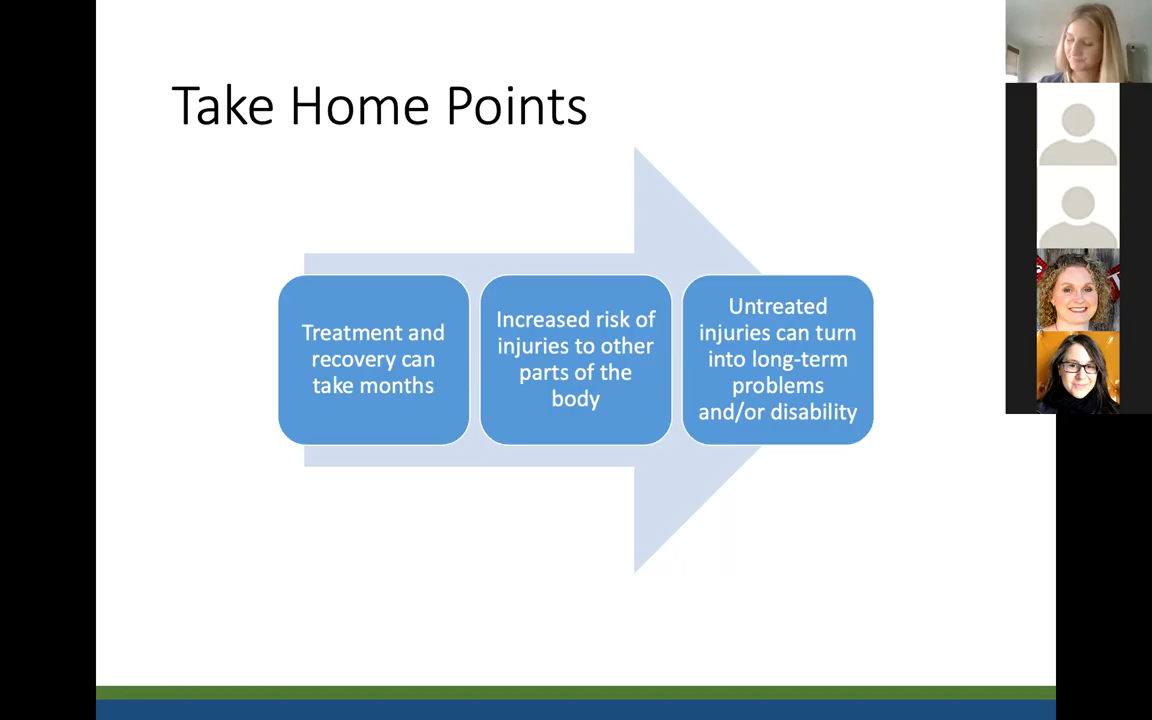 Take Home Points
Treatment and
recovery can
take months
Increased risk of
injuries to other
parts of the
body
Untreated
injuries can turn
into long-term
problems
and/or disability